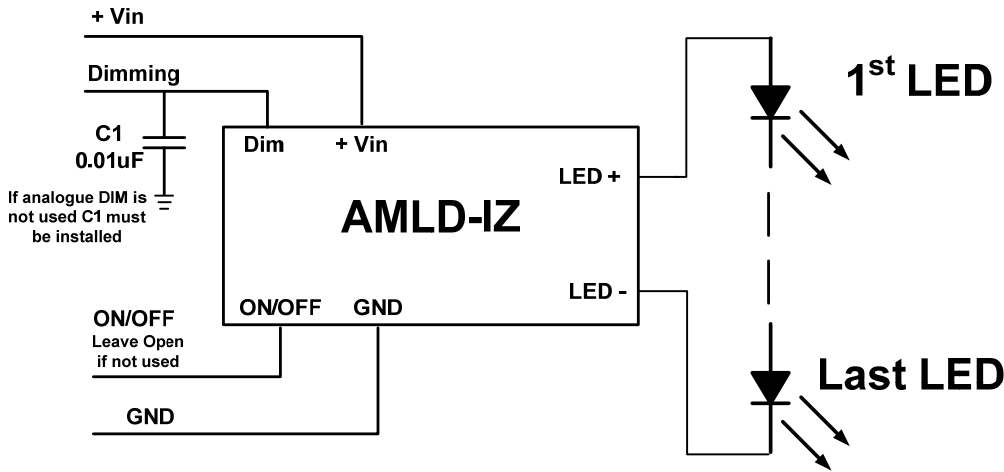 + Vin
Dimming
C1
0.01uF
If analogue DIM is
not used C1 must
be installed
Dim
+ Vin
LED +
AMLD-IZ
LED -
ON/OFF
GND
ON/OFF
Leave Open
if not used
GND
1st LED
Last LED